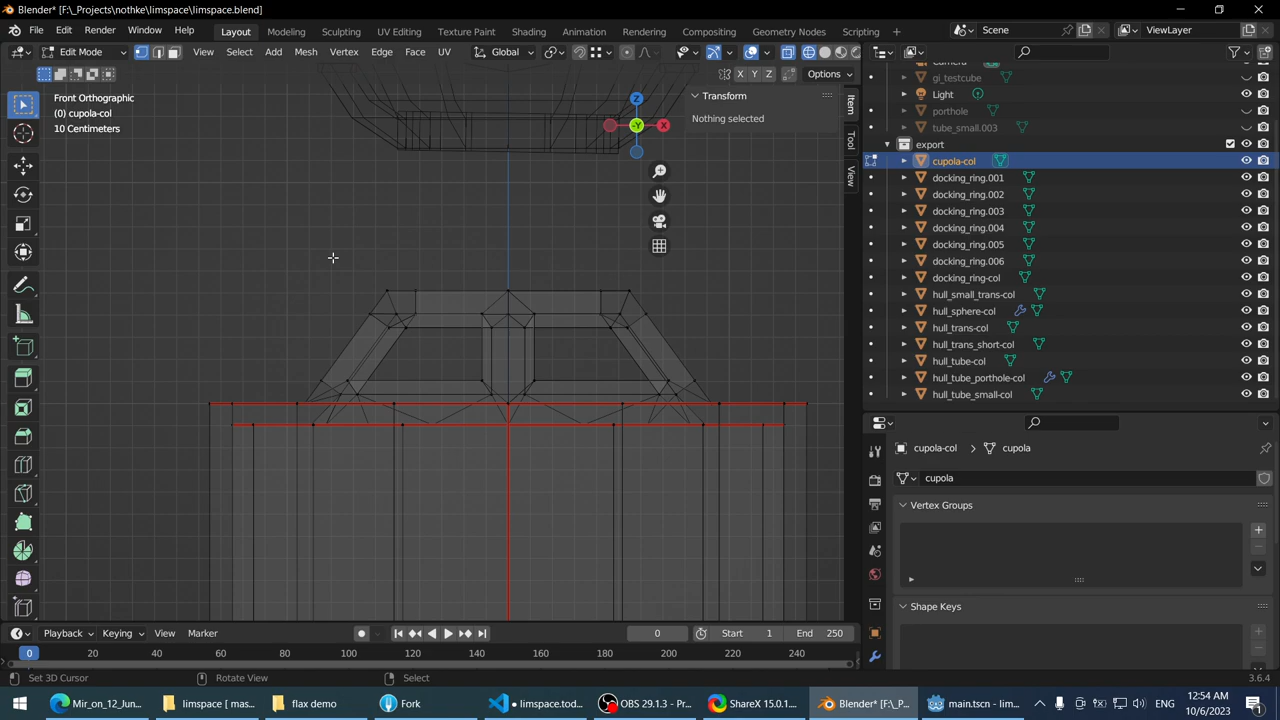 Blender* [F:\_Projects\nothke\limspace\limspace.blend]
File Edit Render Window Help Layout Modeling Sculpting UV Editing Texture Paint Shading Animation Rendering Compositing Geometry Nodes Scripting Scene ViewLayer
Edit Mode View Select Add Mesh Vertex Edge Face UV Global
X Y Z Options
Front Orthographic
(0) cupola-col
10 Centimeters
Transform
Nothing selected
Item
Tool
View
Z
X
-Y
Camera
gi_testcube
Light
porthole
tube_small.003
export
cupola-col
docking_ring.001
docking_ring.002
docking_ring.003
docking_ring.004
docking_ring.005
docking_ring.006
docking_ring-col
hull_small_trans-col
hull_sphere-col
hull_trans-col
hull_trans_short-col
hull_tube-col
hull_tube_porthole-col
hull_tube_small-col
cupola-col > cupola
cupola
Vertex Groups
Shape Keys
Playback Keying View Marker 0 Start 1 End 250
0 20 40 60 80 100 120 140 160 180 200 220 240
Set 3D Cursor Rotate View Select 3.6.4
Mir_on_12_Jun... limspace [ mas... flax demo Fork • limspace.tod... OBS 29.1.3 - Pr... ShareX 15.0.1... Blender* [F:\_P... main.tscn - lim...
12:54 AM
10/6/2023